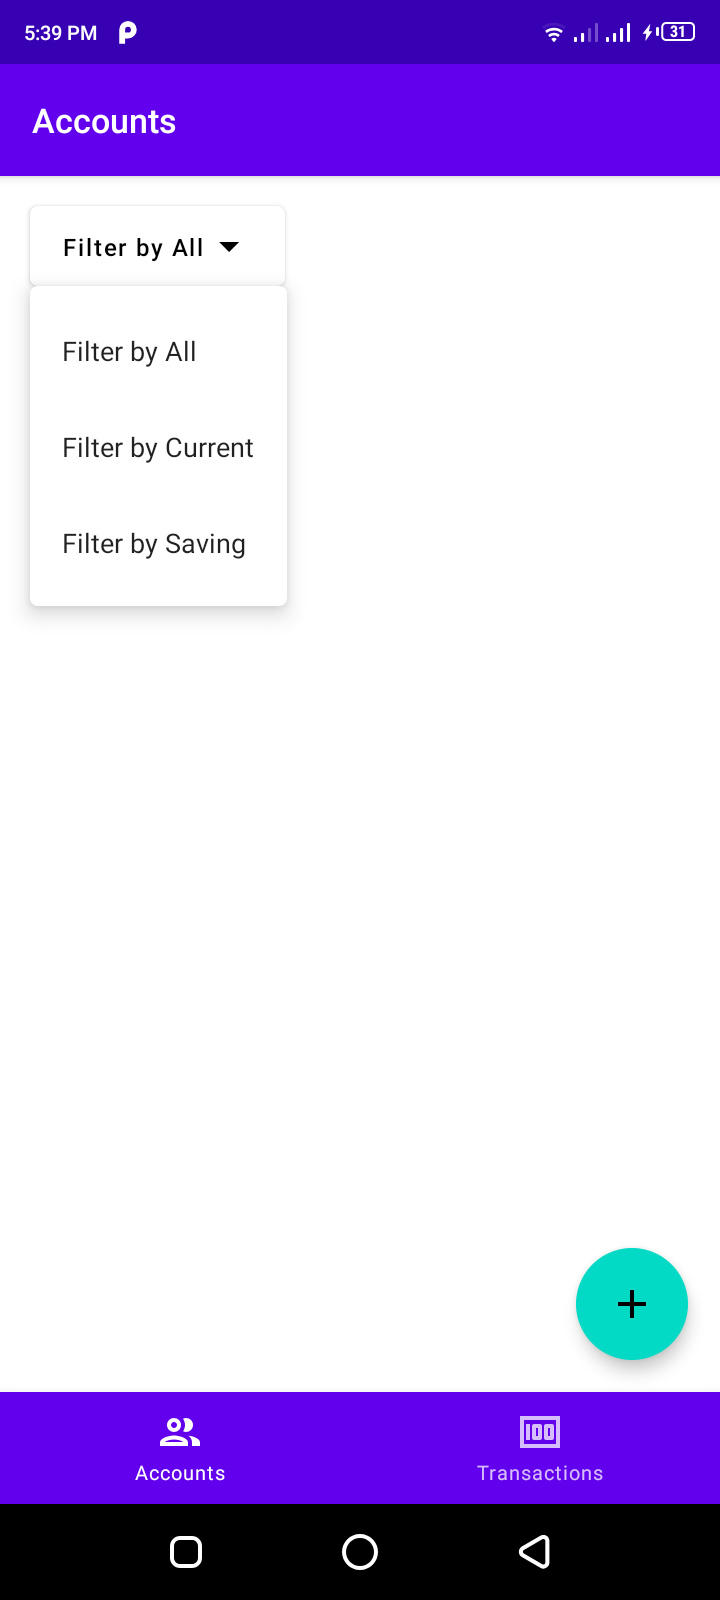 5:39 PM
31
Accounts
Filter by All
Filter by All
Filter by Current
Filter by Saving
100
Accounts
Transactions